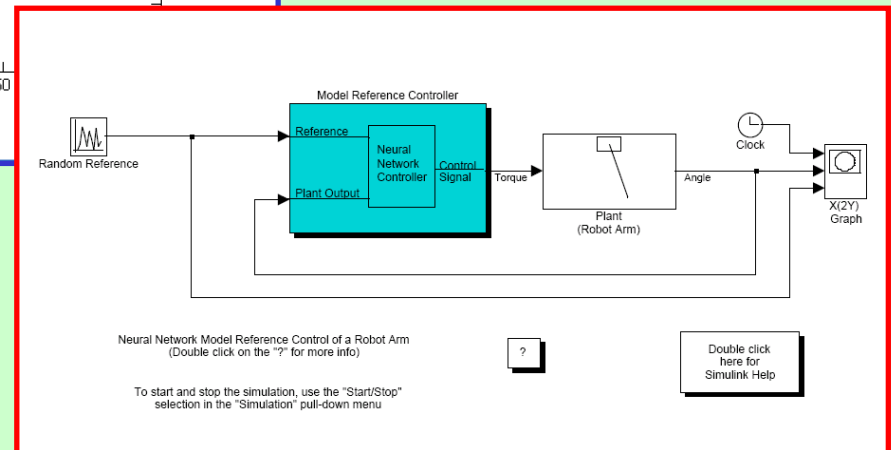 50
Model Reference Controller
Random Reference
Reference
Neural
Network
Controller
Plant Output
Control
Signal
Torque
Plant
(Robot Arm)
Angle
Clock
X(2Y)
Graph
Neural Network Model Reference Control of a Robot Arm
(Double click on the "?" for more info)
To start and stop the simulation, use the "Start/Stop"
selection in the "Simulation" pull-down menu
?
Double click
here for
Simulink Help